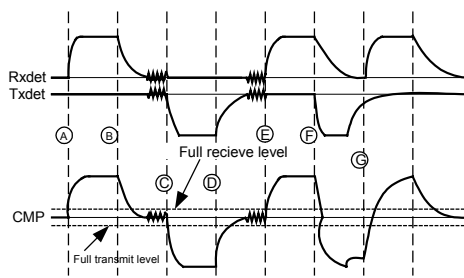 Rxdet
Txdet
A
B
E
F
Full recieve level
G
C
D
CMP
Full transmit level